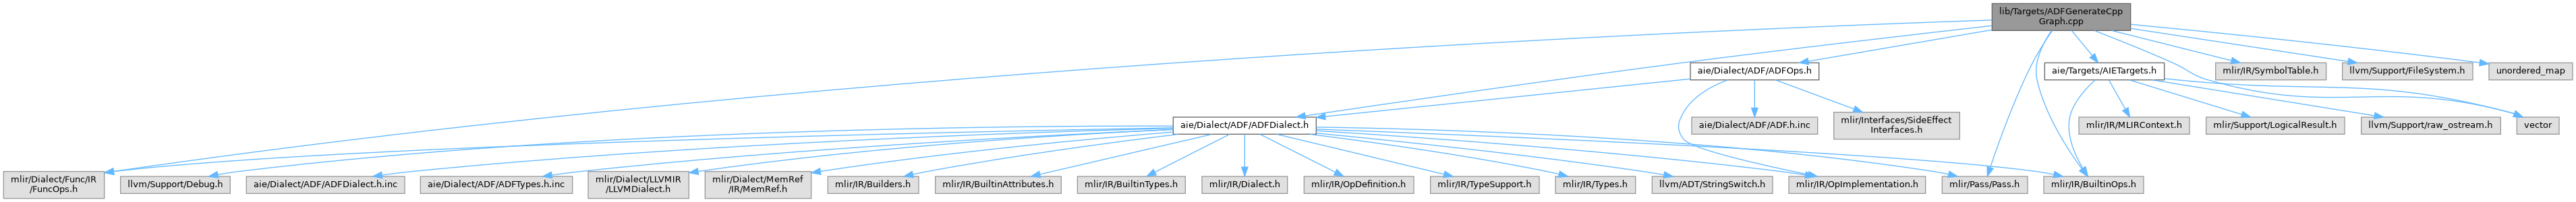 lib/Targets/ADFGenerateCpp
Graph.cpp
aie/Dialect/ADF/ADFOps.h
aie/Targets/AIETargets.h
mlir/IR/SymbolTable.h
llvm/Support/FileSystem.h
unordered_map
aie/Dialect/ADF/ADFDialect.h
aie/Dialect/ADF/ADF.h.inc
mlir/Interfaces/SideEffect
Interfaces.h
mlir/IR/MLIRContext.h
mlir/Support/LogicalResult.h
llvm/Support/raw_ostream.h
vector
mlir/Dialect/Func/IR
/FuncOps.h
llvm/Support/Debug.h
aie/Dialect/ADF/ADFDialect.h.inc
aie/Dialect/ADF/ADFTypes.h.inc
mlir/Dialect/LLVMIR
/LLVMDialect.h
mlir/Dialect/MemRef
/IR/MemRef.h
mlir/IR/Builders.h
mlir/IR/BuiltinAttributes.h
mlir/IR/BuiltinTypes.h
mlir/IR/Dialect.h
mlir/IR/OpDefinition.h
mlir/IR/TypeSupport.h
mlir/IR/Types.h
llvm/ADT/StringSwitch.h
mlir/IR/OpImplementation.h
mlir/Pass/Pass.h
mlir/IR/BuiltinOps.h